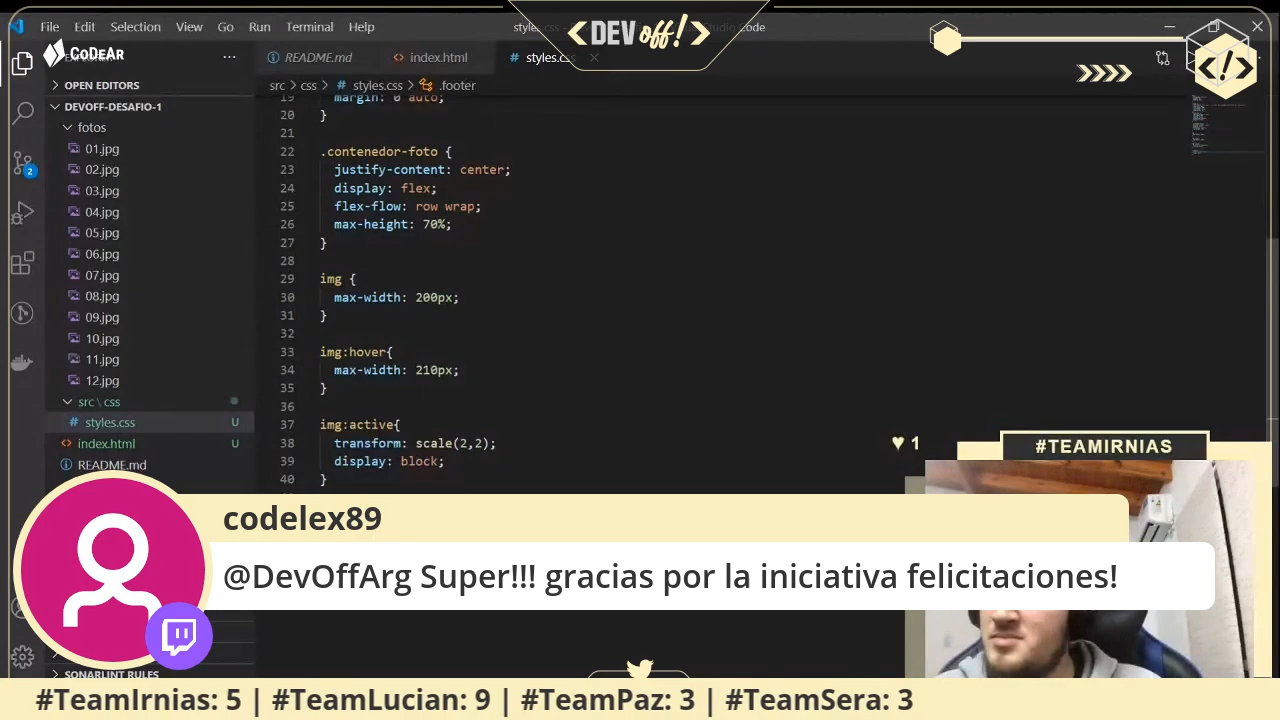 File Edit Selection View Go Run Terminal Help
DEV off!
CoDeAr
README.md
index.html
styles.css
OPEN EDITORS
src > css > # styles.css > .footer
DEVOFF-DESAFIO-1
fotos
01.jpg
02.jpg
03.jpg
04.jpg
05.jpg
06.jpg
07.jpg
08.jpg
09.jpg
10.jpg
11.jpg
12.jpg
src \ css
# styles.css U
<> index.html U
README.md
SONARLINT RULES
2
19 margin: 0 auto;
20 }
21
22 .contenedor-foto {
23 justify-content: center;
24 display: flex;
25 flex-flow: row wrap;
26 max-height: 70%;
27 }
28
29 img {
30 max-width: 200px;
31 }
32
33 img:hover{
34 max-width: 210px;
35 }
36
37 img:active{
38 transform: scale(2,2);
39 display: block;
40 }
♥ 1
#TEAMIRNIAS
codelex89
@DevOffArg Super!!! gracias por la iniciativa felicitaciones!
#TeamIrnias: 5 | #TeamLucian: 9 | #TeamPaz: 3 | #TeamSera: 3